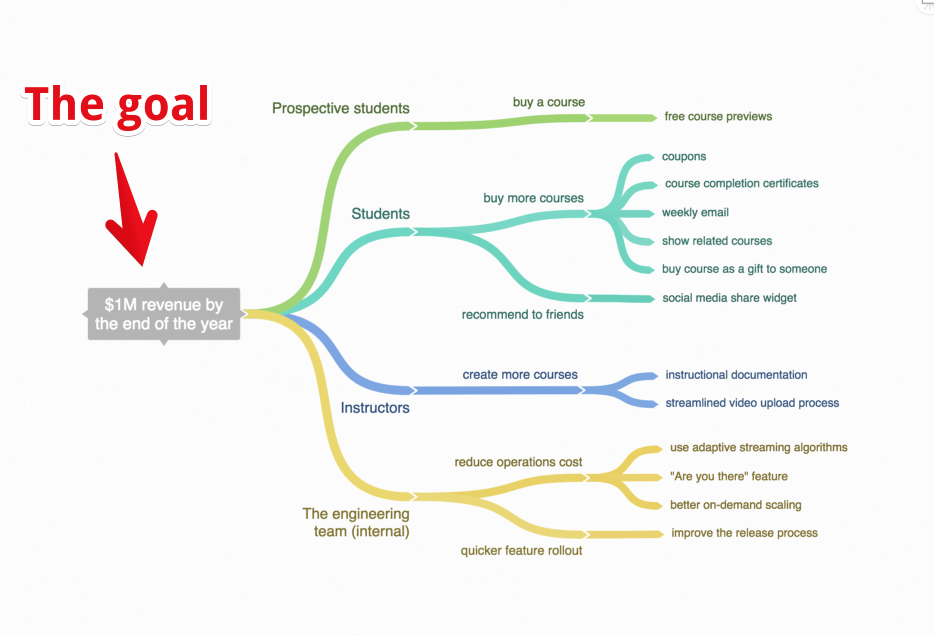 The goal
$1M revenue by
the end of the year
Prospective students
buy a course
free course previews
Students
buy more courses
coupons
course completion certificates
weekly email
show related courses
buy course as a gift to someone
recommend to friends
social media share widget
Instructors
create more courses
instructional documentation
streamlined video upload process
The engineering
team (internal)
reduce operations cost
use adaptive streaming algorithms
"Are you there" feature
better on-demand scaling
quicker feature rollout
improve the release process